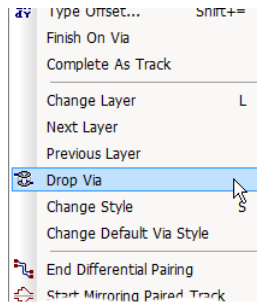 Type Offset... Shift+=
Finish On Via
Complete As Track
Change Layer L
Next Layer
Previous Layer
Drop Via
Change Style S
Change Default Via Style
End Differential Pairing
Start Mirroring Paired Track